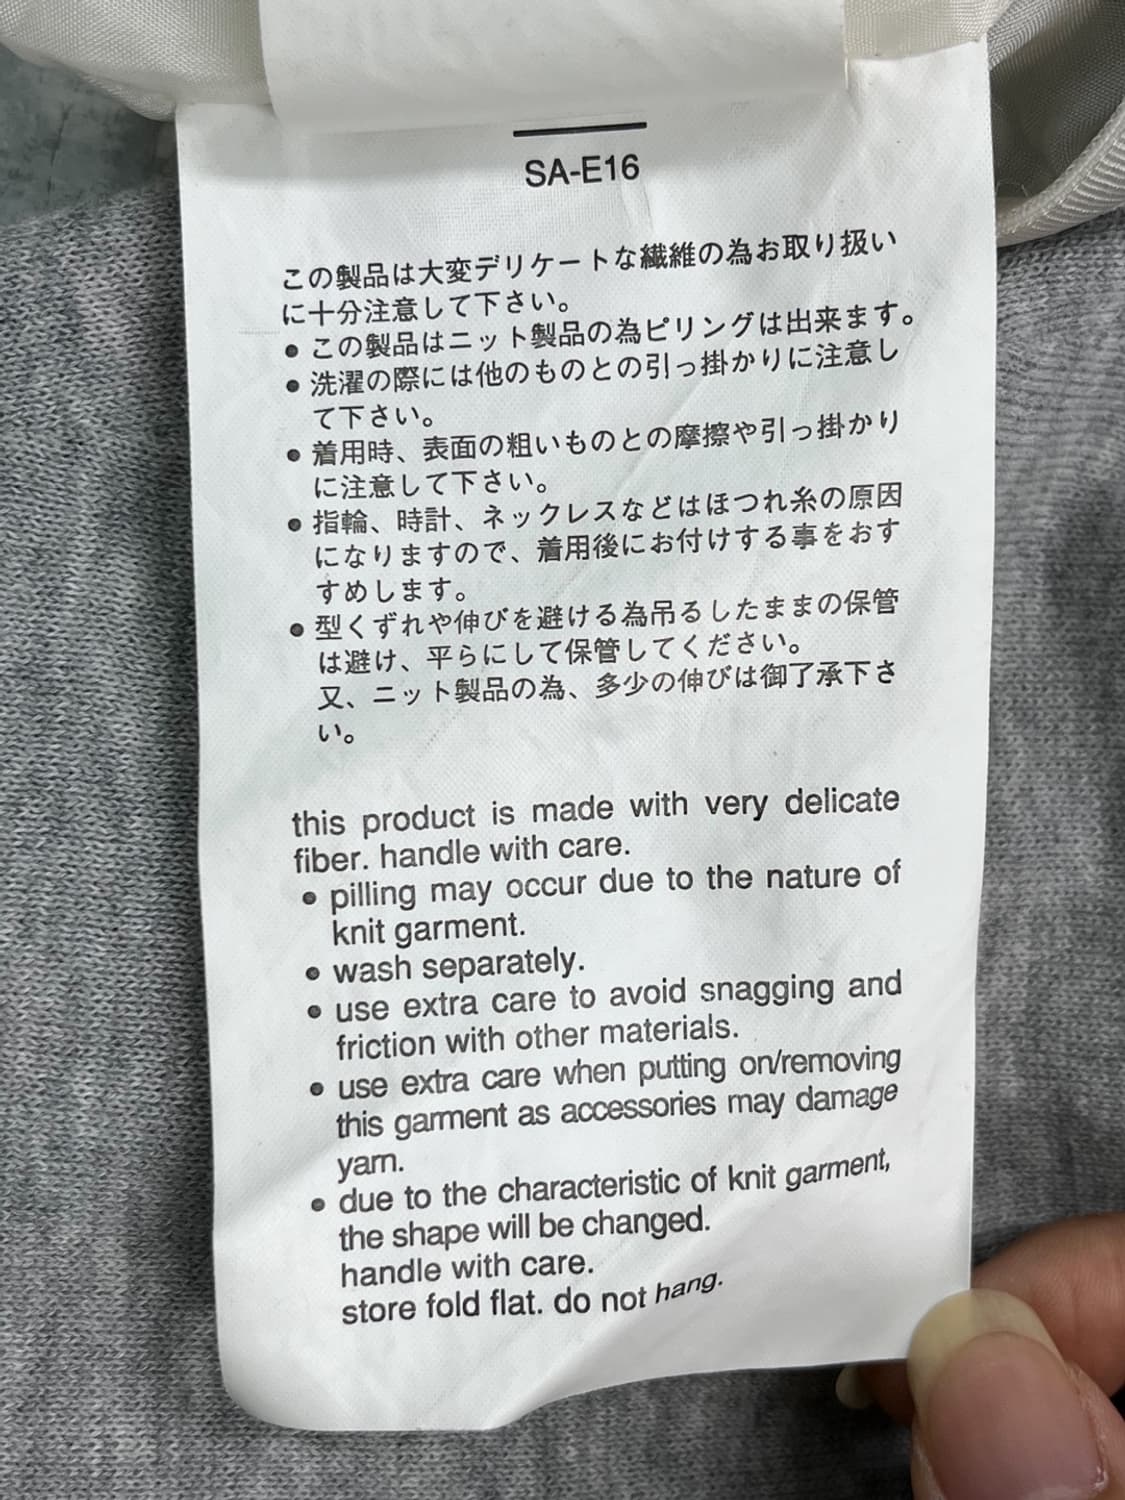 SA-E16
この製品は大変デリケートな繊維の為お取り扱い
に十分注意して下さい。
● この製品はニット製品の為ピリングは出来ます。
● 洗濯の際には他のものとの引っ掛かりに注意し
て下さい。
● 着用時、表面の粗いものとの摩擦や引っ掛かり
に注意して下さい。
● 指輪、時計、ネックレスなどはほつれ糸の原因
になりますので、着用後にお付けする事をおす
すめします。
● 型くずれや伸びを避ける為吊るしたままの保管
は避け、平らにして保管してください。
又、ニット製品の為、多少の伸びは御了承下さ
い。
this product is made with very delicate
fiber. handle with care.
● pilling may occur due to the nature of
knit garment.
● wash separately.
● use extra care to avoid snagging and
friction with other materials.
● use extra care when putting on/removing
this garment as accessories may damage
yarn.
● due to the characteristic of knit garment,
the shape will be changed.
handle with care.
store fold flat. do not hang.